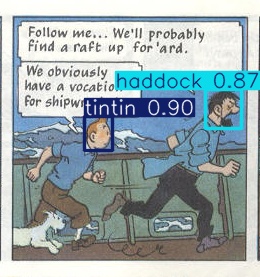 Follow me... We'll probably
find a raft up for'ard.
We obviously
haddock 0.87
have a vocatio
for shipw
tintin 0.90